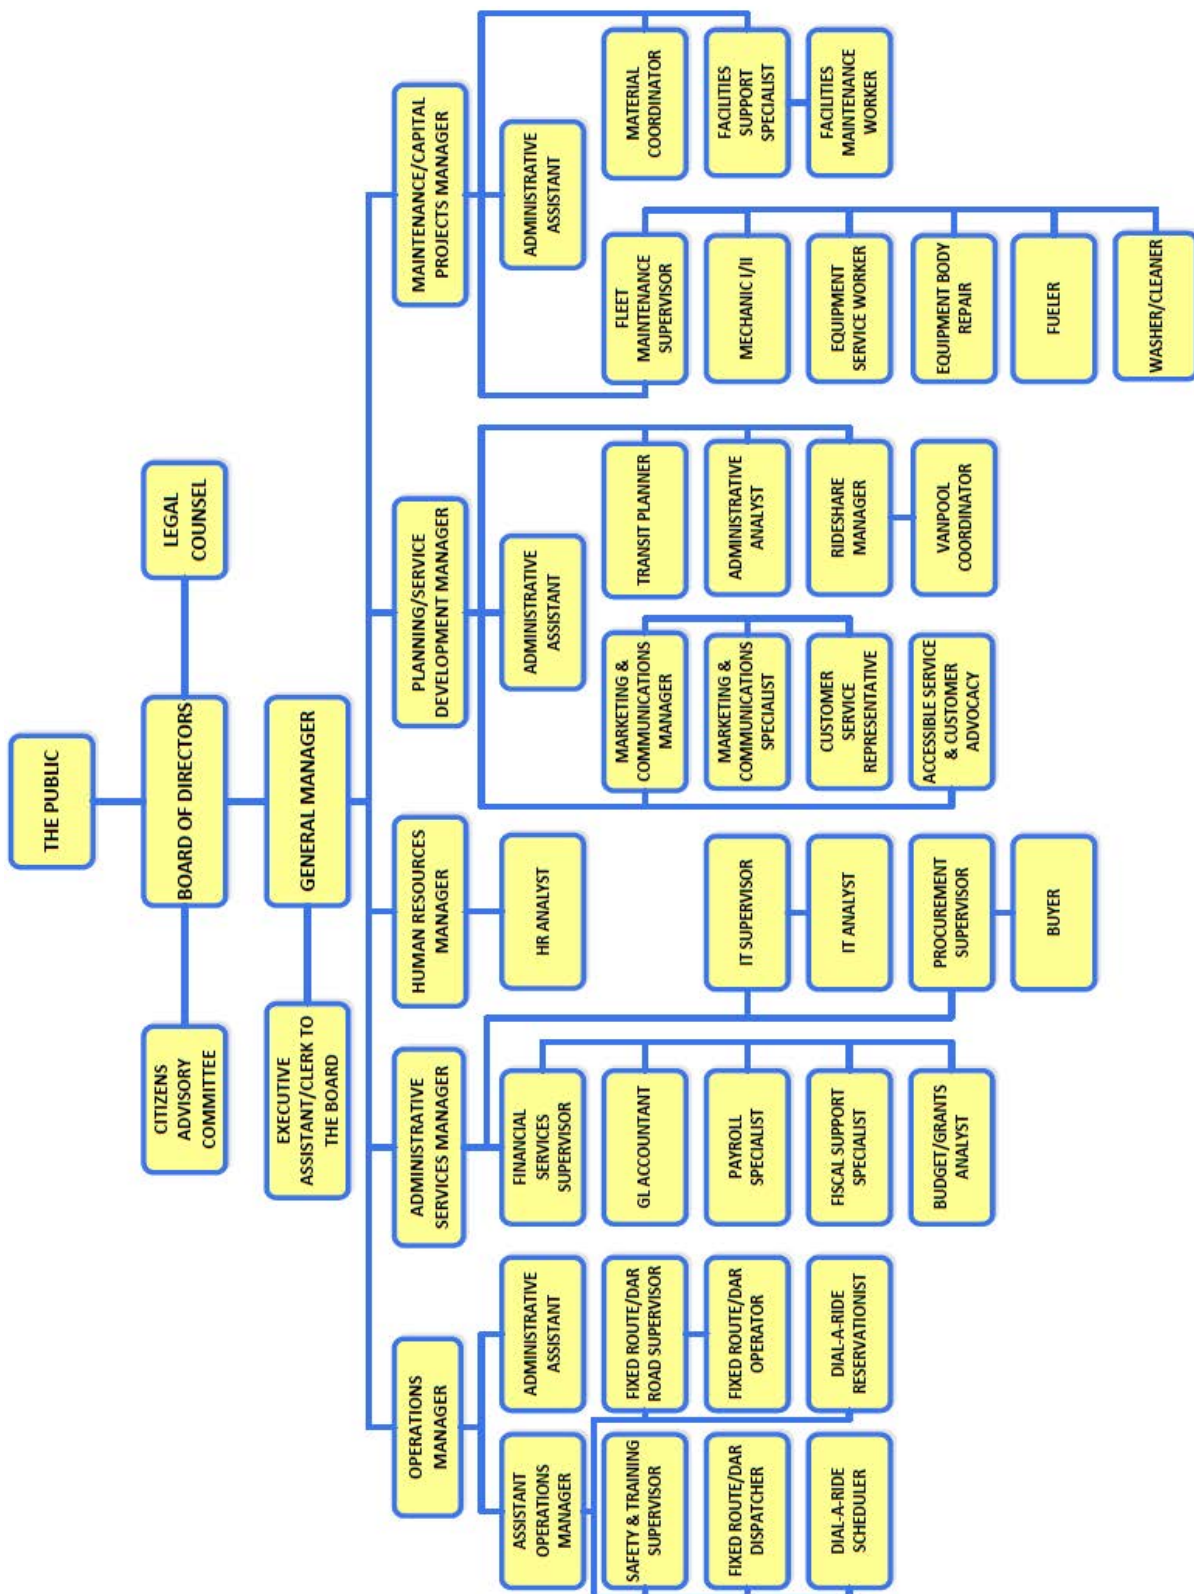 THE PUBLIC
CITIZENS
ADVISORY
COMMITTEE
BOARD OF DIRECTORS
LEGAL
COUNSEL
EXECUTIVE
ASSISTANT/CLERK TO
THE BOARD
GENERAL MANAGER
OPERATIONS
MANAGER
ADMINISTRATIVE
SERVICES MANAGER
HUMAN RESOURCES
MANAGER
PLANNING/SERVICE
DEVELOPMENT MANAGER
MAINTENANCE/CAPITAL
PROJECTS MANAGER
ASSISTANT
OPERATIONS
MANAGER
ADMINISTRATIVE
ASSISTANT
FINANCIAL
SERVICES
SUPERVISOR
HR ANALYST
ADMINISTRATIVE
ASSISTANT
ADMINISTRATIVE
ASSISTANT
SAFETY & TRAINING
SUPERVISOR
FIXED ROUTE/DAR
ROAD SUPERVISOR
GL ACCOUNTANT
MARKETING &
COMMUNICATIONS
MANAGER
TRANSIT PLANNER
FLEET
MAINTENANCE
SUPERVISOR
MATERIAL
COORDINATOR
FIXED ROUTE/DAR
DISPATCHER
FIXED ROUTE/DAR
OPERATOR
PAYROLL
SPECIALIST
IT SUPERVISOR
MARKETING &
COMMUNICATIONS
SPECIALIST
ADMINISTRATIVE
ANALYST
MECHANIC I/II
FACILITIES
SUPPORT
SPECIALIST
DIAL-A-RIDE
SCHEDULER
DIAL-A-RIDE
RESERVATIONIST
FISCAL SUPPORT
SPECIALIST
IT ANALYST
CUSTOMER
SERVICE
REPRESENTATIVE
RIDESHARE
MANAGER
EQUIPMENT
SERVICE WORKER
FACILITIES
MAINTENANCE
WORKER
BUDGET/GRANTS
ANALYST
PROCUREMENT
SUPERVISOR
ACCESSIBLE SERVICE
& CUSTOMER
ADVOCACY
VANPOOL
COORDINATOR
EQUIPMENT BODY
REPAIR
BUYER
FUELER
WASHER/CLEANER